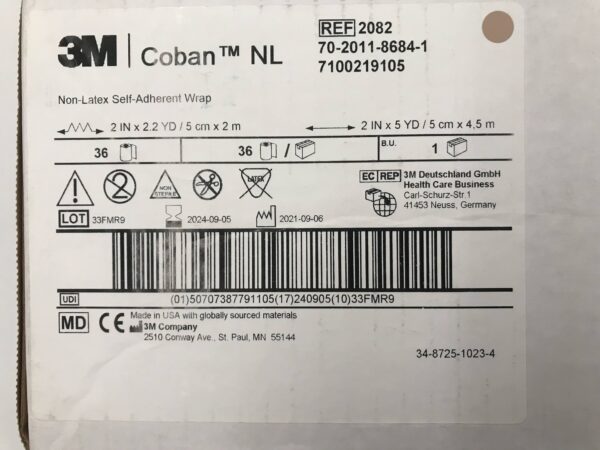 3M Coban™ NL
REF 2082
70-2011-8684-1
7100219105
Non-Latex Self-Adherent Wrap
2 IN x 2.2 YD / 5 cm x 2 m
2 IN x 5 YD / 5 cm x 4,5 m
36
36 /
B.U. 1
2
NON STERILE
LATEX
EC REP 3M Deutschland GmbH
Health Care Business
Carl-Schurz-Str.1
41453 Neuss, Germany
LOT 33FMR9
2024-09-05
2021-09-06
UDI (01)50707387791105(17)240905(10)33FMR9
MD CE Made in USA with globally sourced materials
3M Company
2510 Conway Ave., St. Paul, MN 55144
34-8725-1023-4